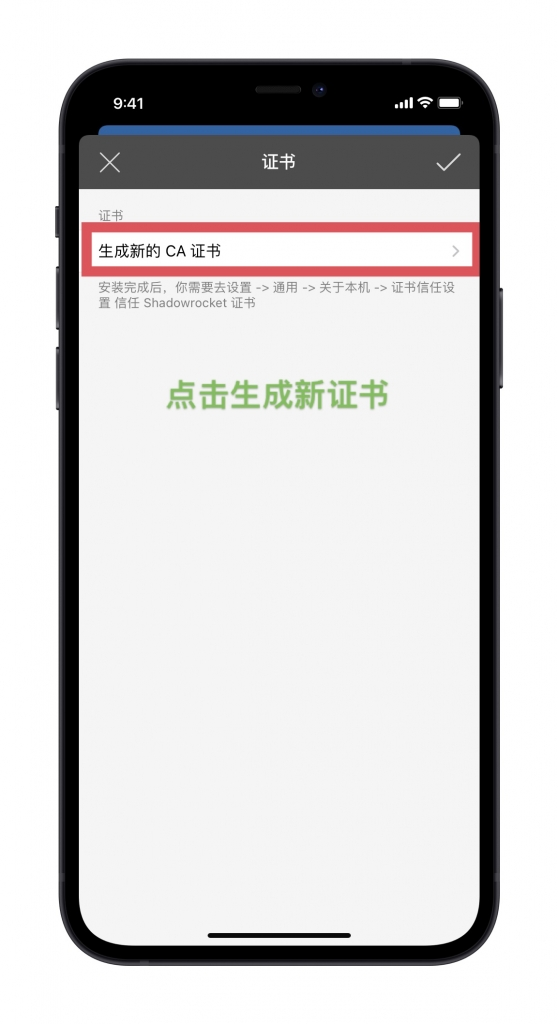 9:41
证书
证书
生成新的 CA 证书
安装完成后，你需要去设置 -> 通用 -> 关于本机 -> 证书信任设
置 信任 Shadowrocket 证书
点击生成新证书